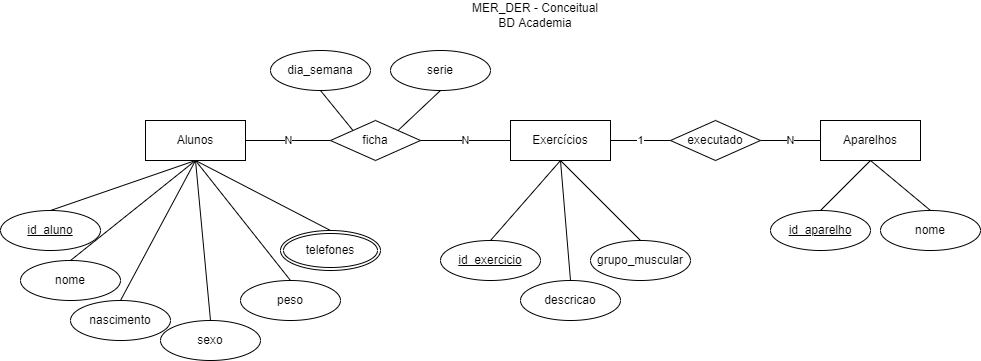 MER_DER - Conceitual
BD Academia
dia_semana
serie
Alunos
N
ficha
N
Exercícios
1
executado
N
Aparelhos
id_aluno
telefones
id_exercicio
grupo_muscular
id_aparelho
nome
nome
peso
descricao
nascimento
sexo